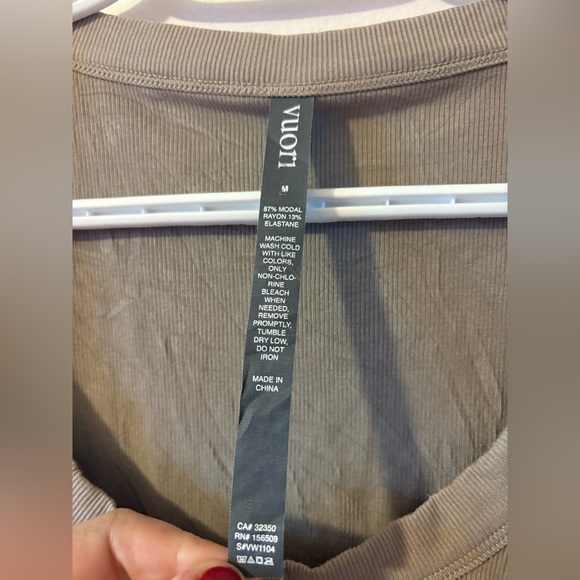 vuori
M
87% MODAL
RAYON 13%
ELASTANE
MACHINE
WASH COLD
WITH LIKE
COLORS,
ONLY
NON-CHLO-
RINE
BLEACH
WHEN
NEEDED,
REMOVE
PROMPTLY,
TUMBLE
DRY LOW,
DO NOT
IRON
MADE IN
CHINA
CA# 32350
RN# 156509
S#VW1104